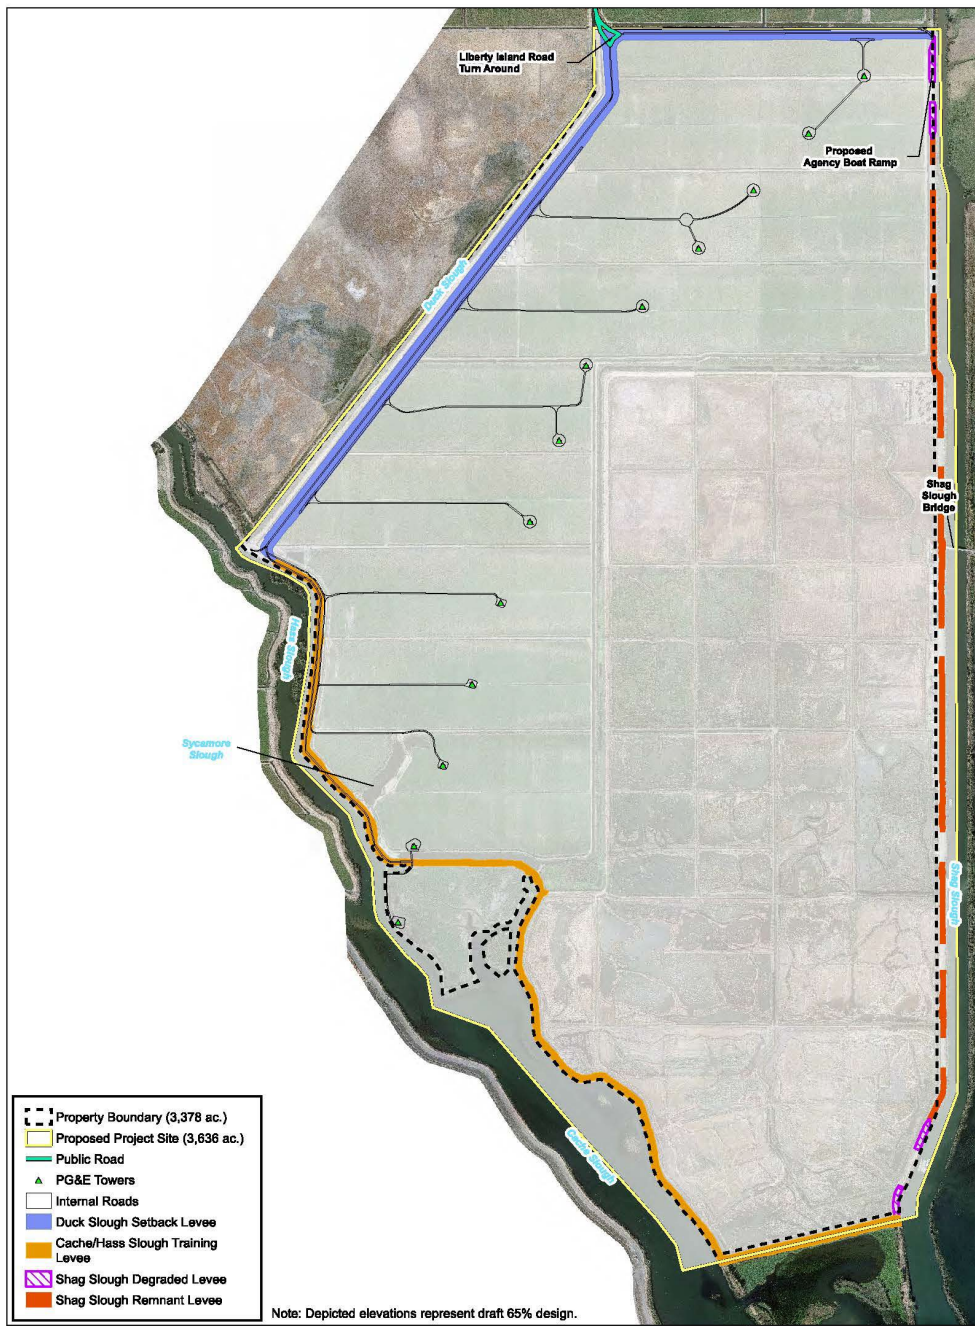 Liberty Island Road
Turn Around
Proposed
Agency Boat Ramp
Duck Slough
Shag
Slough
Bridge
Hass Slough
Sycamore
Slough
Shag Slough
Cache Slough
Property Boundary (3,378 ac.)
Proposed Project Site (3,636 ac.)
Public Road
PG&E Towers
Internal Roads
Duck Slough Setback Levee
Cache/Hass Slough Training
Levee
Shag Slough Degraded Levee
Shag Slough Remnant Levee
Note: Depicted elevations represent draft 65% design.